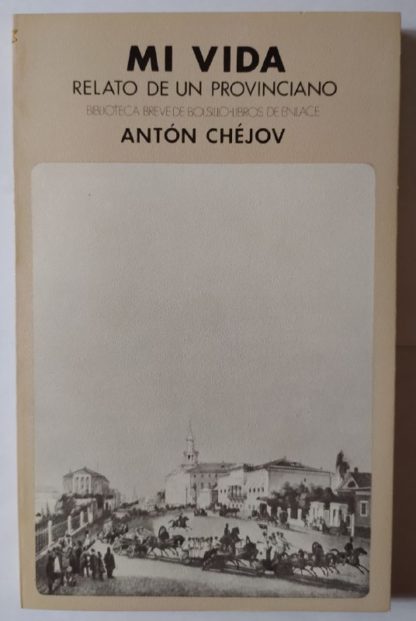 MI VIDA
RELATO DE UN PROVINCIANO
BIBLIOTECA BREVE DE BOLSILLO-LIBROS DE ENLACE
ANTÓN CHÉJOV